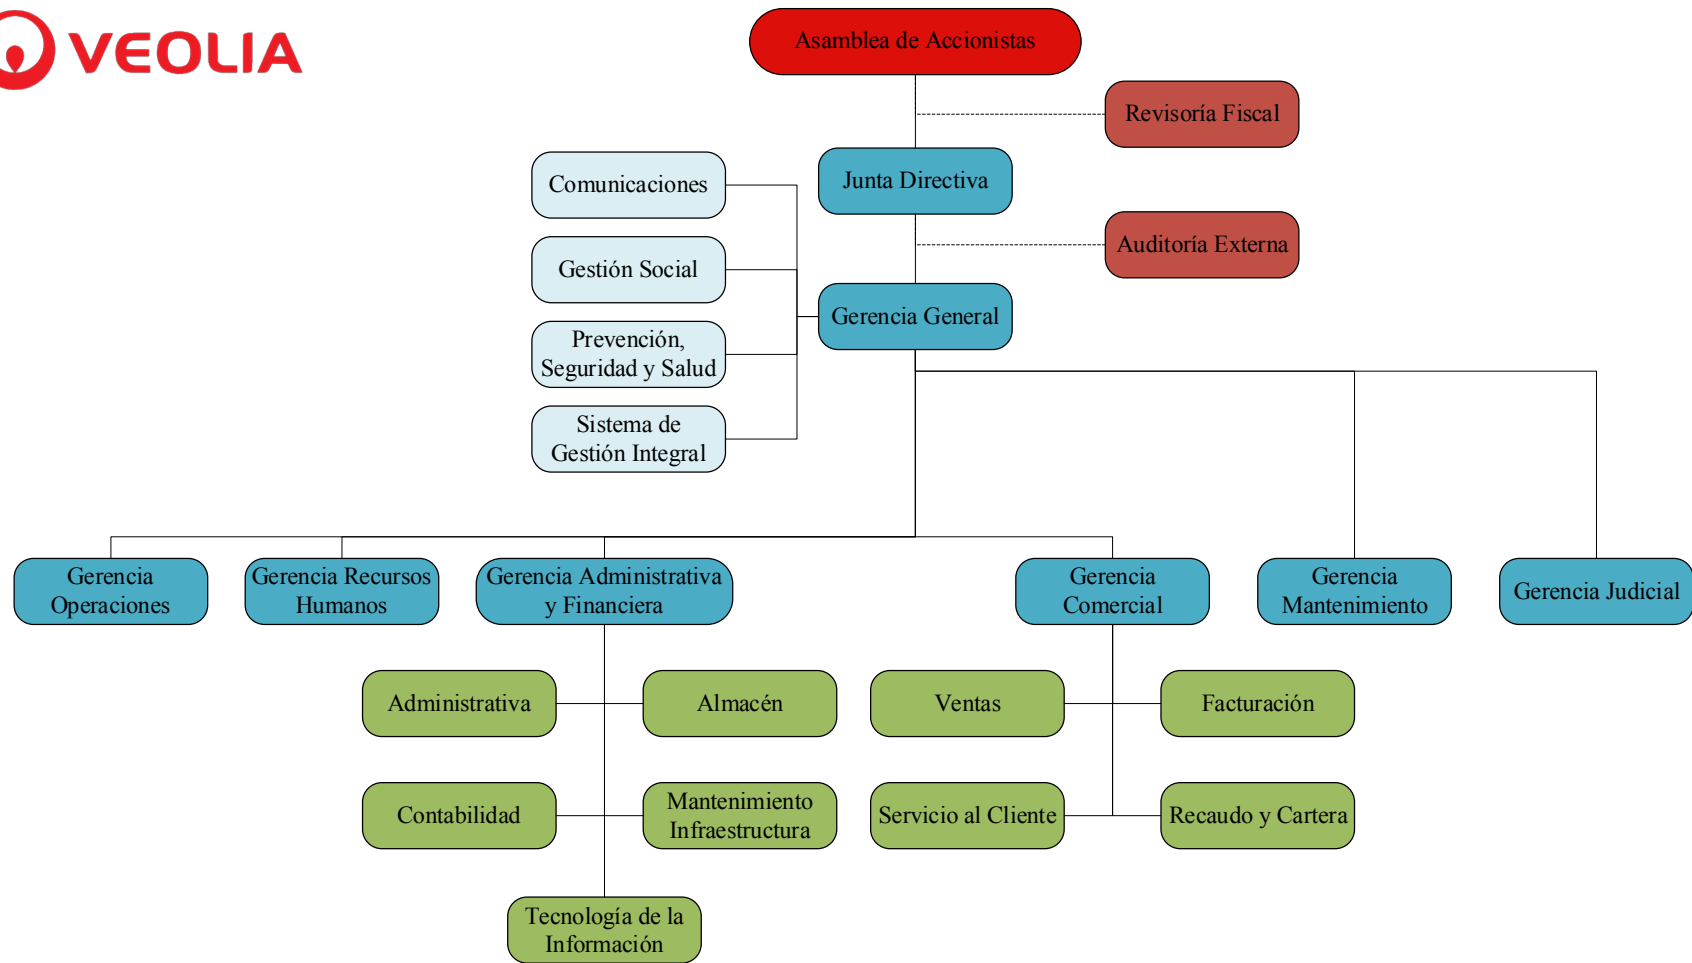 VEOLIA
Asamblea de Accionistas
Revisoría Fiscal
Comunicaciones
Junta Directiva
Auditoría Externa
Gestión Social
Gerencia General
Prevención,
Seguridad y Salud
Sistema de
Gestión Integral
Gerencia
Operaciones
Gerencia Recursos
Humanos
Gerencia Administrativa
y Financiera
Gerencia
Comercial
Gerencia
Mantenimiento
Gerencia Judicial
Administrativa
Almacén
Ventas
Facturación
Contabilidad
Mantenimiento
Infraestructura
Servicio al Cliente
Recaudo y Cartera
Tecnología de la
Información